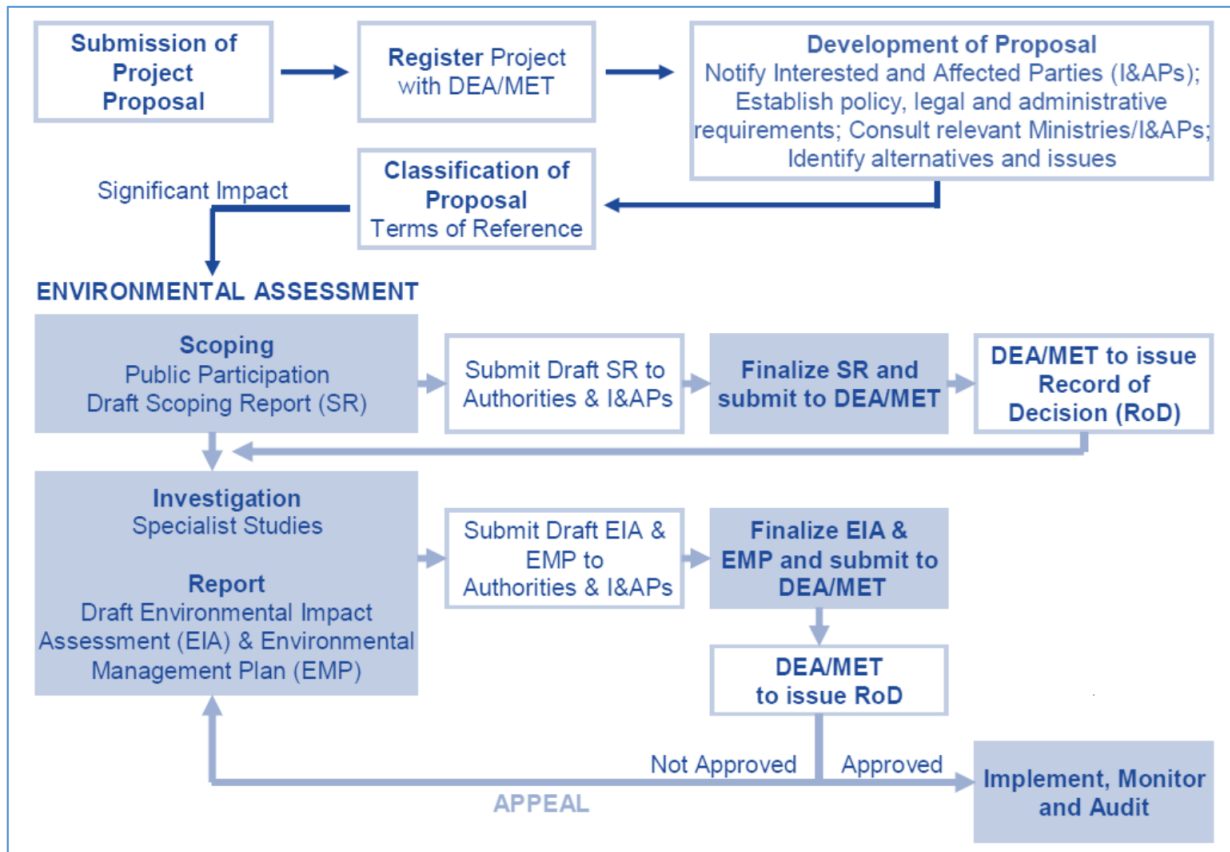 Submission of
Project
Proposal
Register Project
with DEA/MET
Development of Proposal
Notify Interested and Affected Parties (I&APs);
Establish policy, legal and administrative
requirements; Consult relevant Ministries/I&APs;
Identify alternatives and issues
Classification of
Proposal
Terms of Reference
Significant Impact
ENVIRONMENTAL ASSESSMENT
Scoping
Public Participation
Draft Scoping Report (SR)
Submit Draft SR to
Authorities & I&APs
Finalize SR and
submit to DEA/MET
DEA/MET to issue
Record of
Decision (RoD)
Investigation
Specialist Studies
Report
Draft Environmental Impact
Assessment (EIA) & Environmental
Management Plan (EMP)
Submit Draft EIA &
EMP to
Authorities & I&APs
Finalize EIA &
EMP and submit to
DEA/MET
DEA/MET
to issue RoD
Not Approved
Approved
APPEAL
Implement, Monitor
and Audit